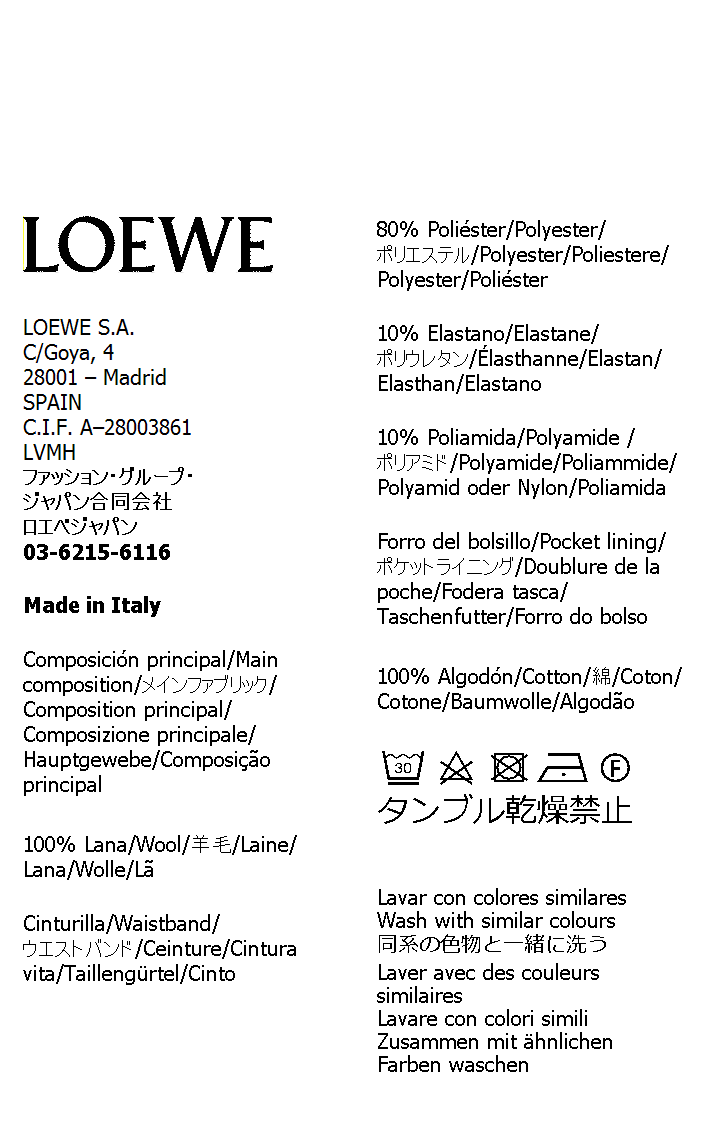 LOEWE
LOEWE S.A.
C/Goya, 4
28001 – Madrid
SPAIN
C.I.F. A–28003861
LVMH
ファッション・グループ・
ジャパン合同会社
ロエベジャパン
03-6215-6116
Made in Italy
Composición principal/Main
composition/メインファブリック/
Composition principal/
Composizione principale/
Hauptgewebe/Composição
principal
100% Lana/Wool/羊毛/Laine/
Lana/Wolle/Lã
Cinturilla/Waistband/
ウエストバンド/Ceinture/Cintura
vita/Taillengürtel/Cinto
80% Poliéster/Polyester/
ポリエステル/Polyester/Poliestere/
Polyester/Poliéster
10% Elastano/Elastane/
ポリウレタン/Élasthanne/Elastan/
Elasthan/Elastano
10% Poliamida/Polyamide /
ポリアミド/Polyamide/Poliammide/
Polyamid oder Nylon/Poliamida
Forro del bolsillo/Pocket lining/
ポケットライニング/Doublure de la
poche/Fodera tasca/
Taschenfutter/Forro do bolso
100% Algodón/Cotton/綿/Coton/
Cotone/Baumwolle/Algodão
30 F
タンブル乾燥禁止
Lavar con colores similares
Wash with similar colours
同系の色物と一緒に洗う
Laver avec des couleurs
similaires
Lavare con colori simili
Zusammen mit ähnlichen
Farben waschen